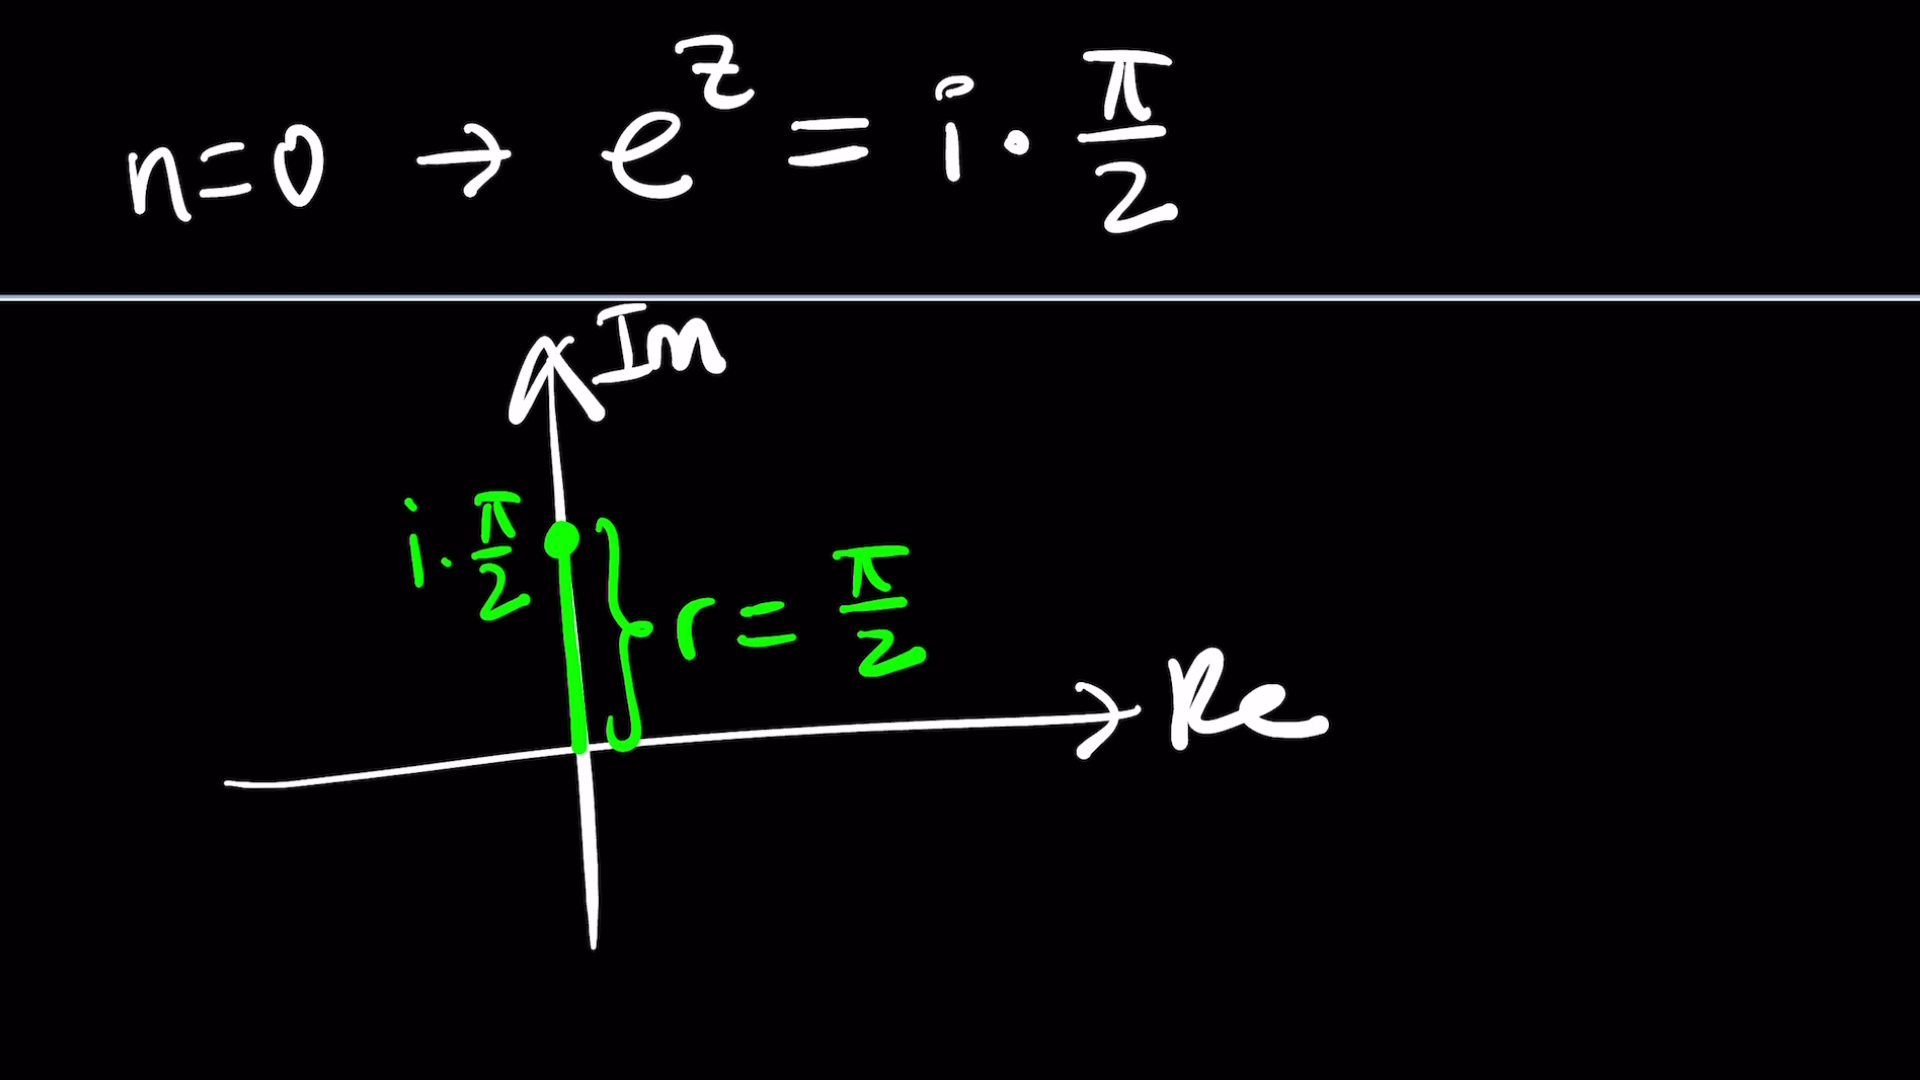 n=0 → e^z = i · π/2
Im
i · π/2
r = π/2
Re